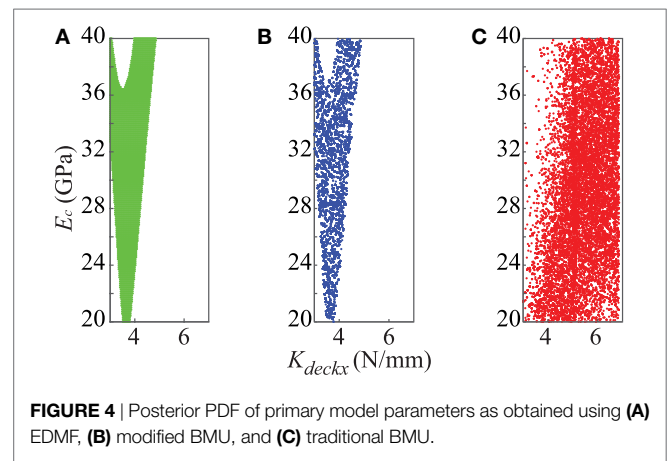 A B C
40 40 40
36 36 36
32 32 32
28 28 28
24 24 24
20 20 20
E_c (GPa)
4 6 4 6 4 6
K_deckx (N/mm)
FIGURE 4 | Posterior PDF of primary model parameters as obtained using (A)
EDMF, (B) modified BMU, and (C) traditional BMU.